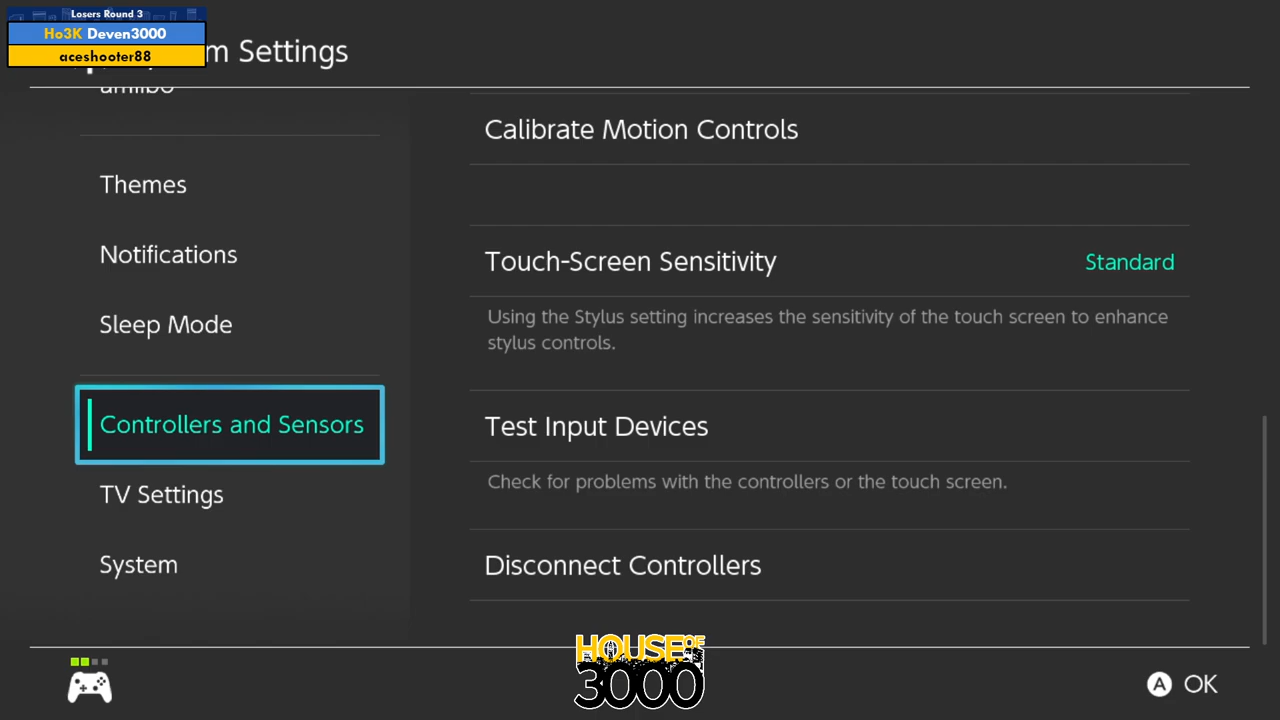 Losers Round 3
Ho3K Deven3000
aceshooter88
m Settings
amiibo
Themes
Notifications
Sleep Mode
Controllers and Sensors
TV Settings
System
Calibrate Motion Controls
Touch-Screen Sensitivity Standard
Using the Stylus setting increases the sensitivity of the touch screen to enhance
stylus controls.
Test Input Devices
Check for problems with the controllers or the touch screen.
Disconnect Controllers
HOUSE OF
3000
A OK